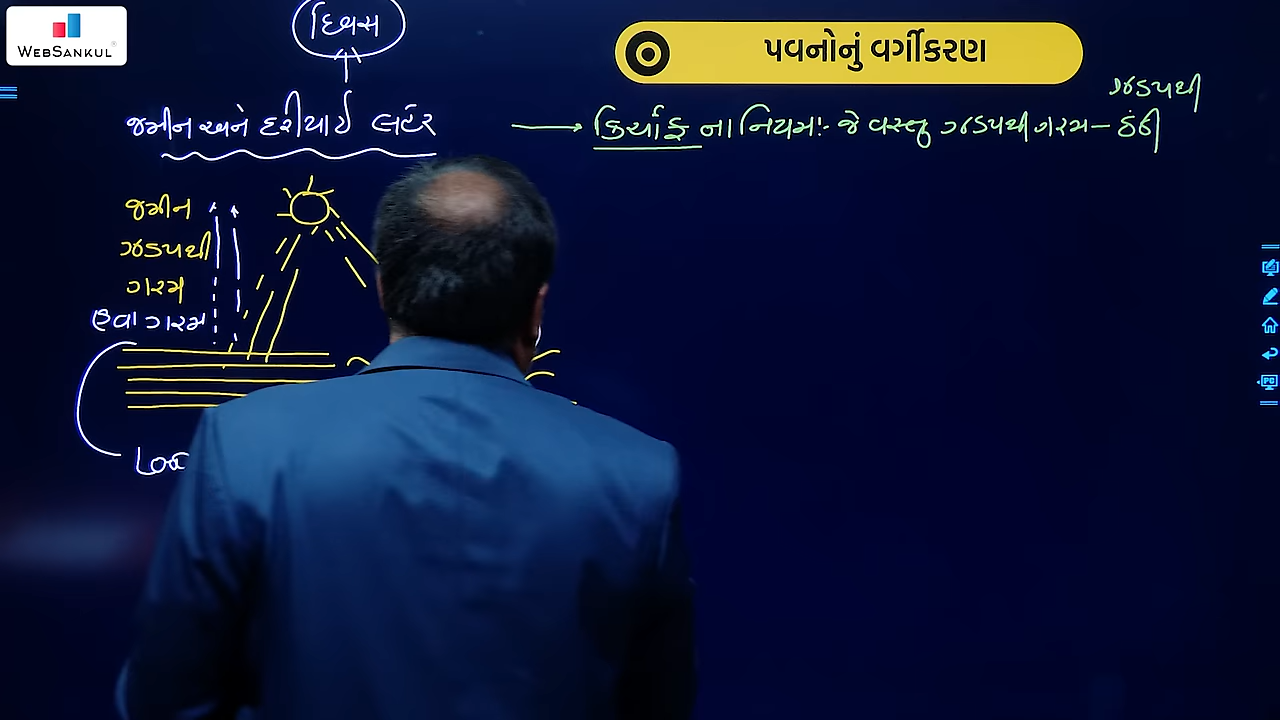 WEBSANKUL
દિવસ
પવનોનું વર્ગીકરણ
જમીન અને દરીયાઈ લહેર
ઝડપથી
કિર્ચોફ ના નિયમઃ- જે વસ્તુ ઝડપથી ગરમ – ઠંડી
જમીન
ઝડપથી
ગરમ
હવા ગરમ
PC